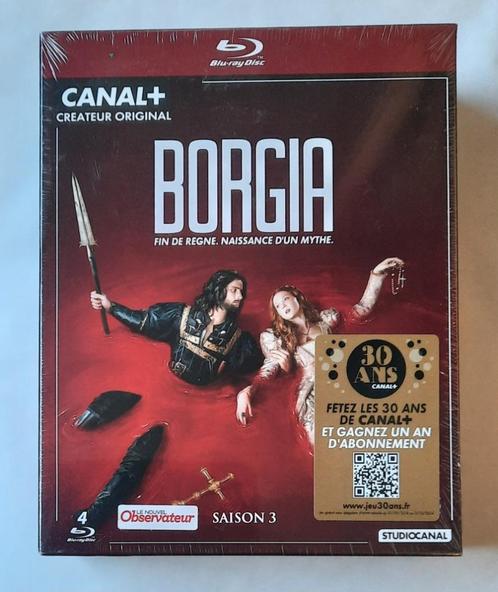 Blu-ray Disc
CANAL+
CREATEUR ORIGINAL
BORGIA
FIN DE REGNE. NAISSANCE D'UN MYTHE.
30
ANS
CANAL+
FÊTEZ LES 30 ANS
DE CANAL+
ET GAGNEZ UN AN
D'ABONNEMENT
www.jeu30ans.fr
4
Blu-ray Disc
LE NOUVEL
Observateur
SAISON 3
STUDIOCANAL